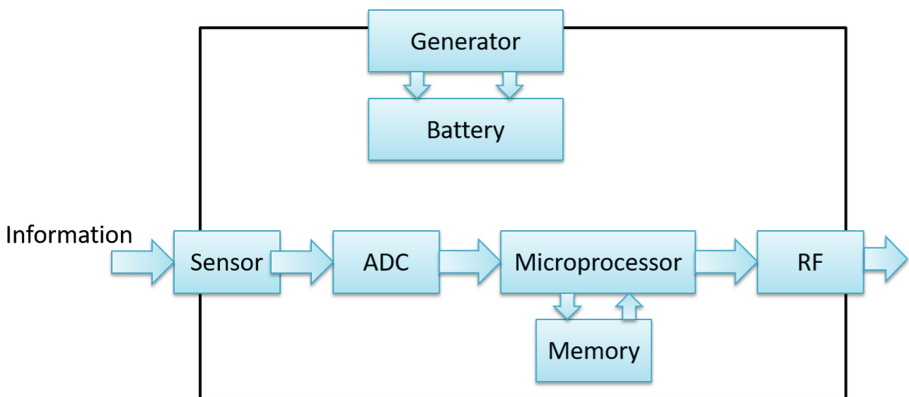 Generator
Battery
Information
Sensor
ADC
Microprocessor
RF
Memory